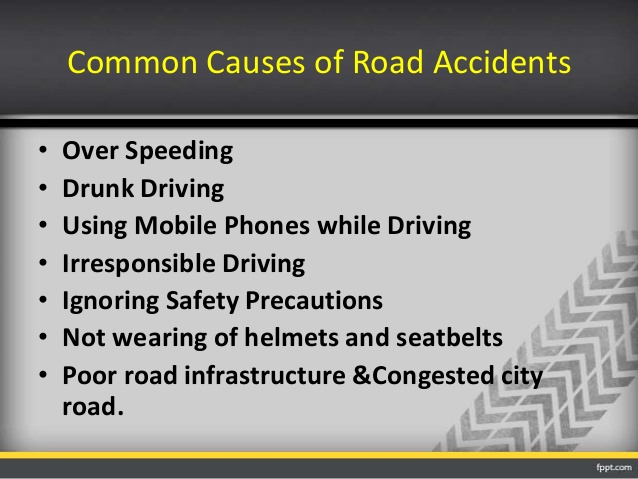 Common Causes of Road Accidents
• Over Speeding
• Drunk Driving
• Using Mobile Phones while Driving
• Irresponsible Driving
• Ignoring Safety Precautions
• Not wearing of helmets and seatbelts
• Poor road infrastructure &Congested city
road.
fppt.com